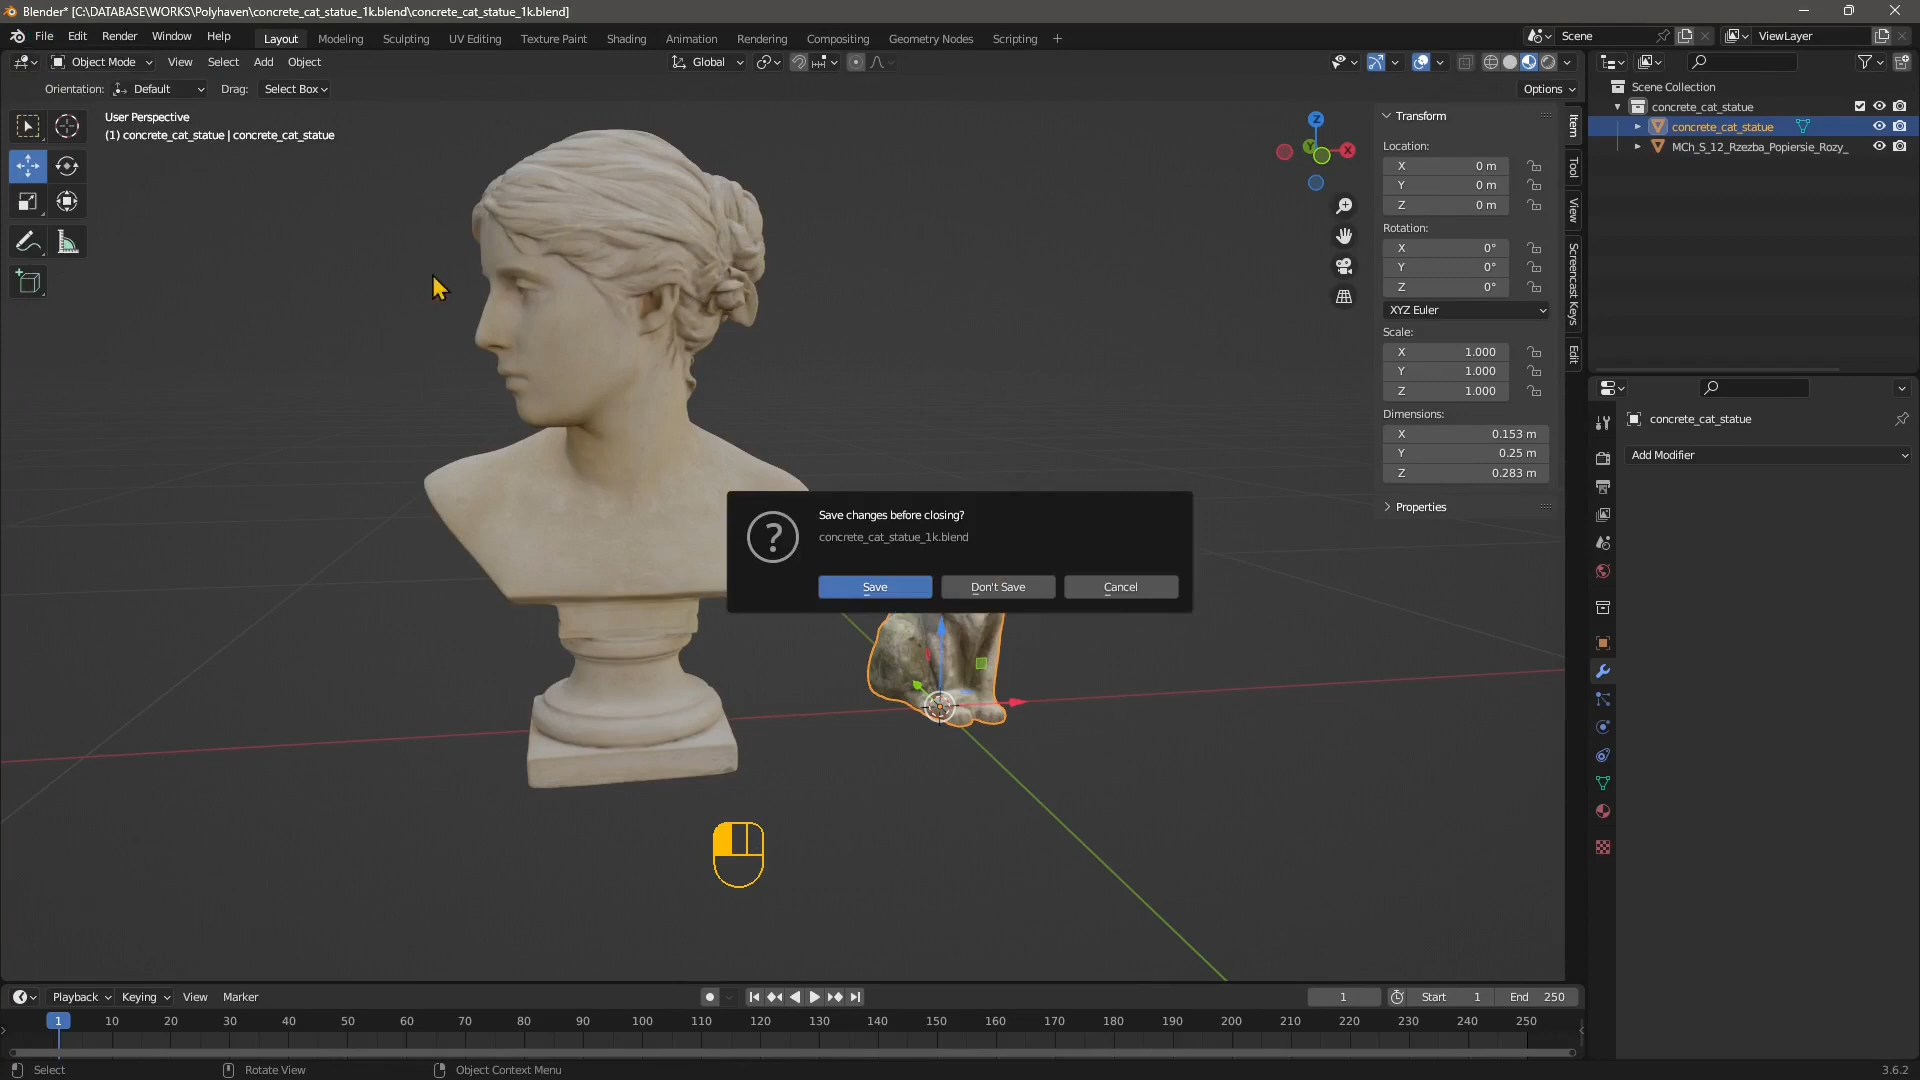 Blender* [C:\DATABASE\WORKS\Polyhaven\concrete_cat_statue_1k.blend\concrete_cat_statue_1k.blend]
File Edit Render Window Help Layout Modeling Sculpting UV Editing Texture Paint Shading Animation Rendering Compositing Geometry Nodes Scripting + Scene ViewLayer
Object Mode View Select Add Object Global
Orientation: Default Drag: Select Box Options
User Perspective
(1) concrete_cat_statue | concrete_cat_statue
Z
Y
X
Transform
Location:
X 0 m
Y 0 m
Z 0 m
Rotation:
X 0°
Y 0°
Z 0°
XYZ Euler
Scale:
X 1.000
Y 1.000
Z 1.000
Dimensions:
X 0.153 m
Y 0.25 m
Z 0.283 m
Properties
Item
Tool
View
Screencast Keys
Edit
Scene Collection
concrete_cat_statue
concrete_cat_statue
MCh_S_12_Rzezba_Popiersie_Rozy_
concrete_cat_statue
Add Modifier
Save changes before closing?
concrete_cat_statue_1k.blend
Save Don't Save Cancel
Playback Keying View Marker 1 Start 1 End 250
1 10 20 30 40 50 60 70 80 90 100 110 120 130 140 150 160 170 180 190 200 210 220 230 240 250
Select Rotate View Object Context Menu 3.6.2